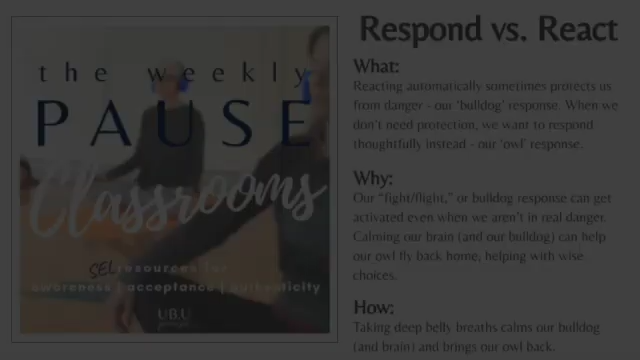 the weekly
PAUSE
Classrooms
SEL resources for
awareness | acceptance | authenticity
UB.U
Respond vs. React
What:
Reacting automatically sometimes protects us
from danger - our 'bulldog' response. When we
don't need protection, we want to respond
thoughtfully instead - our 'owl' response.
Why:
Our "fight/flight," or bulldog response can get
activated even when we aren't in real danger.
Calming our brain (and our bulldog) can help
our owl fly back home, helping with wise
choices.
How:
Taking deep belly breaths calms our bulldog
(and brain) and brings our owl back.